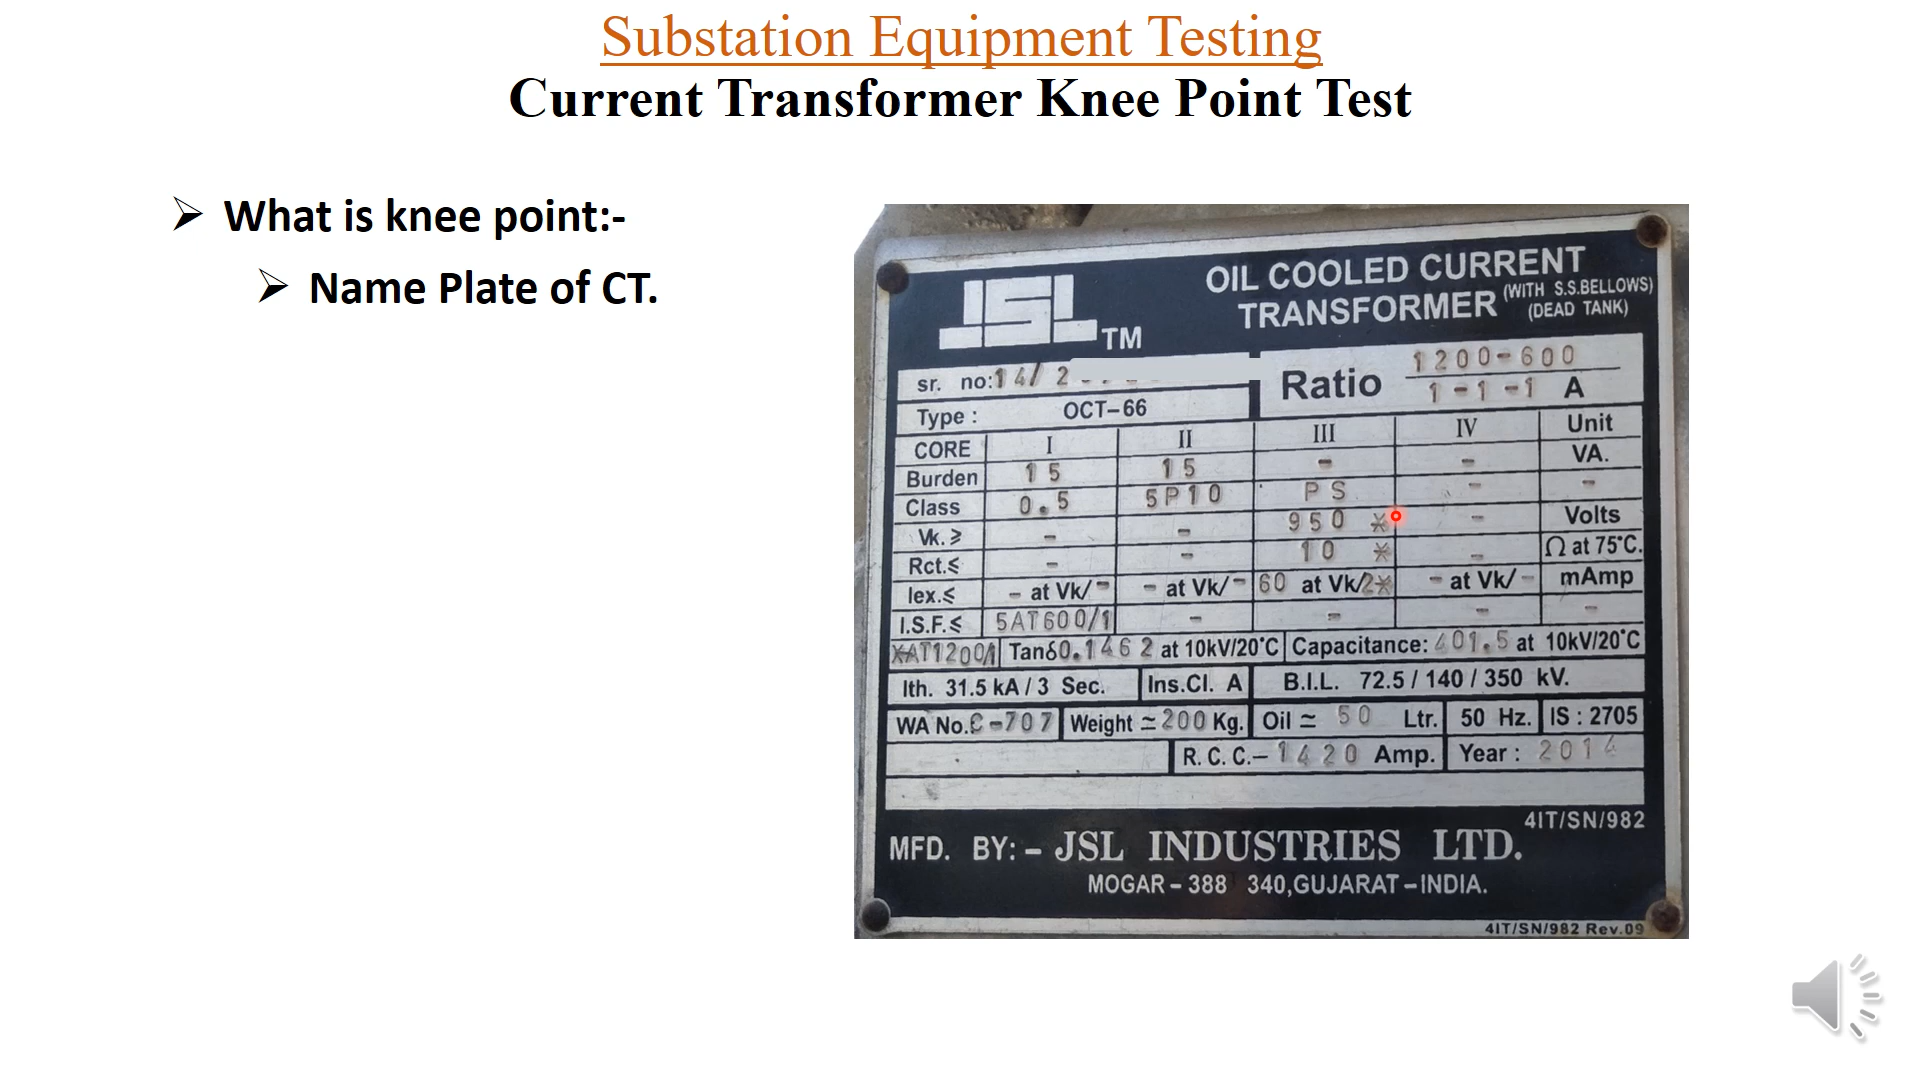 Substation Equipment Testing
Current Transformer Knee Point Test
What is knee point:-
Name Plate of CT.
JSL TM
OIL COOLED CURRENT
TRANSFORMER (WITH S.S.BELLOWS)
(DEAD TANK)
sr. no:14/2
Ratio 1200-600
1-1-1 A
Type : OCT-66
CORE I II III IV Unit
Burden 15 15 - - VA.
Class 0.5 5P10 PS - -
Vk.⩾ - - 950 * - Volts
Rct.⩽ - - 10 * - Ω at 75°C.
Iex.⩽ - at Vk/- - at Vk/- 60 at Vk/2* - at Vk/- mAmp
I.S.F.⩽ 5AT600/1 - - - -
*AT1200/1 Tanδ0.1462 at 10kV/20°C Capacitance: 401.5 at 10kV/20°C
Ith. 31.5 kA / 3 Sec. Ins.Cl. A B.I.L. 72.5 / 140 / 350 kV.
WA No.C-707 Weight ≃200 Kg. Oil ≃ 50 Ltr. 50 Hz. IS : 2705
R. C. C.- 1420 Amp. Year : 2014
4IT/SN/982
MFD. BY: - JSL INDUSTRIES LTD.
MOGAR - 388 340,GUJARAT - INDIA.
4IT/SN/982 Rev.09